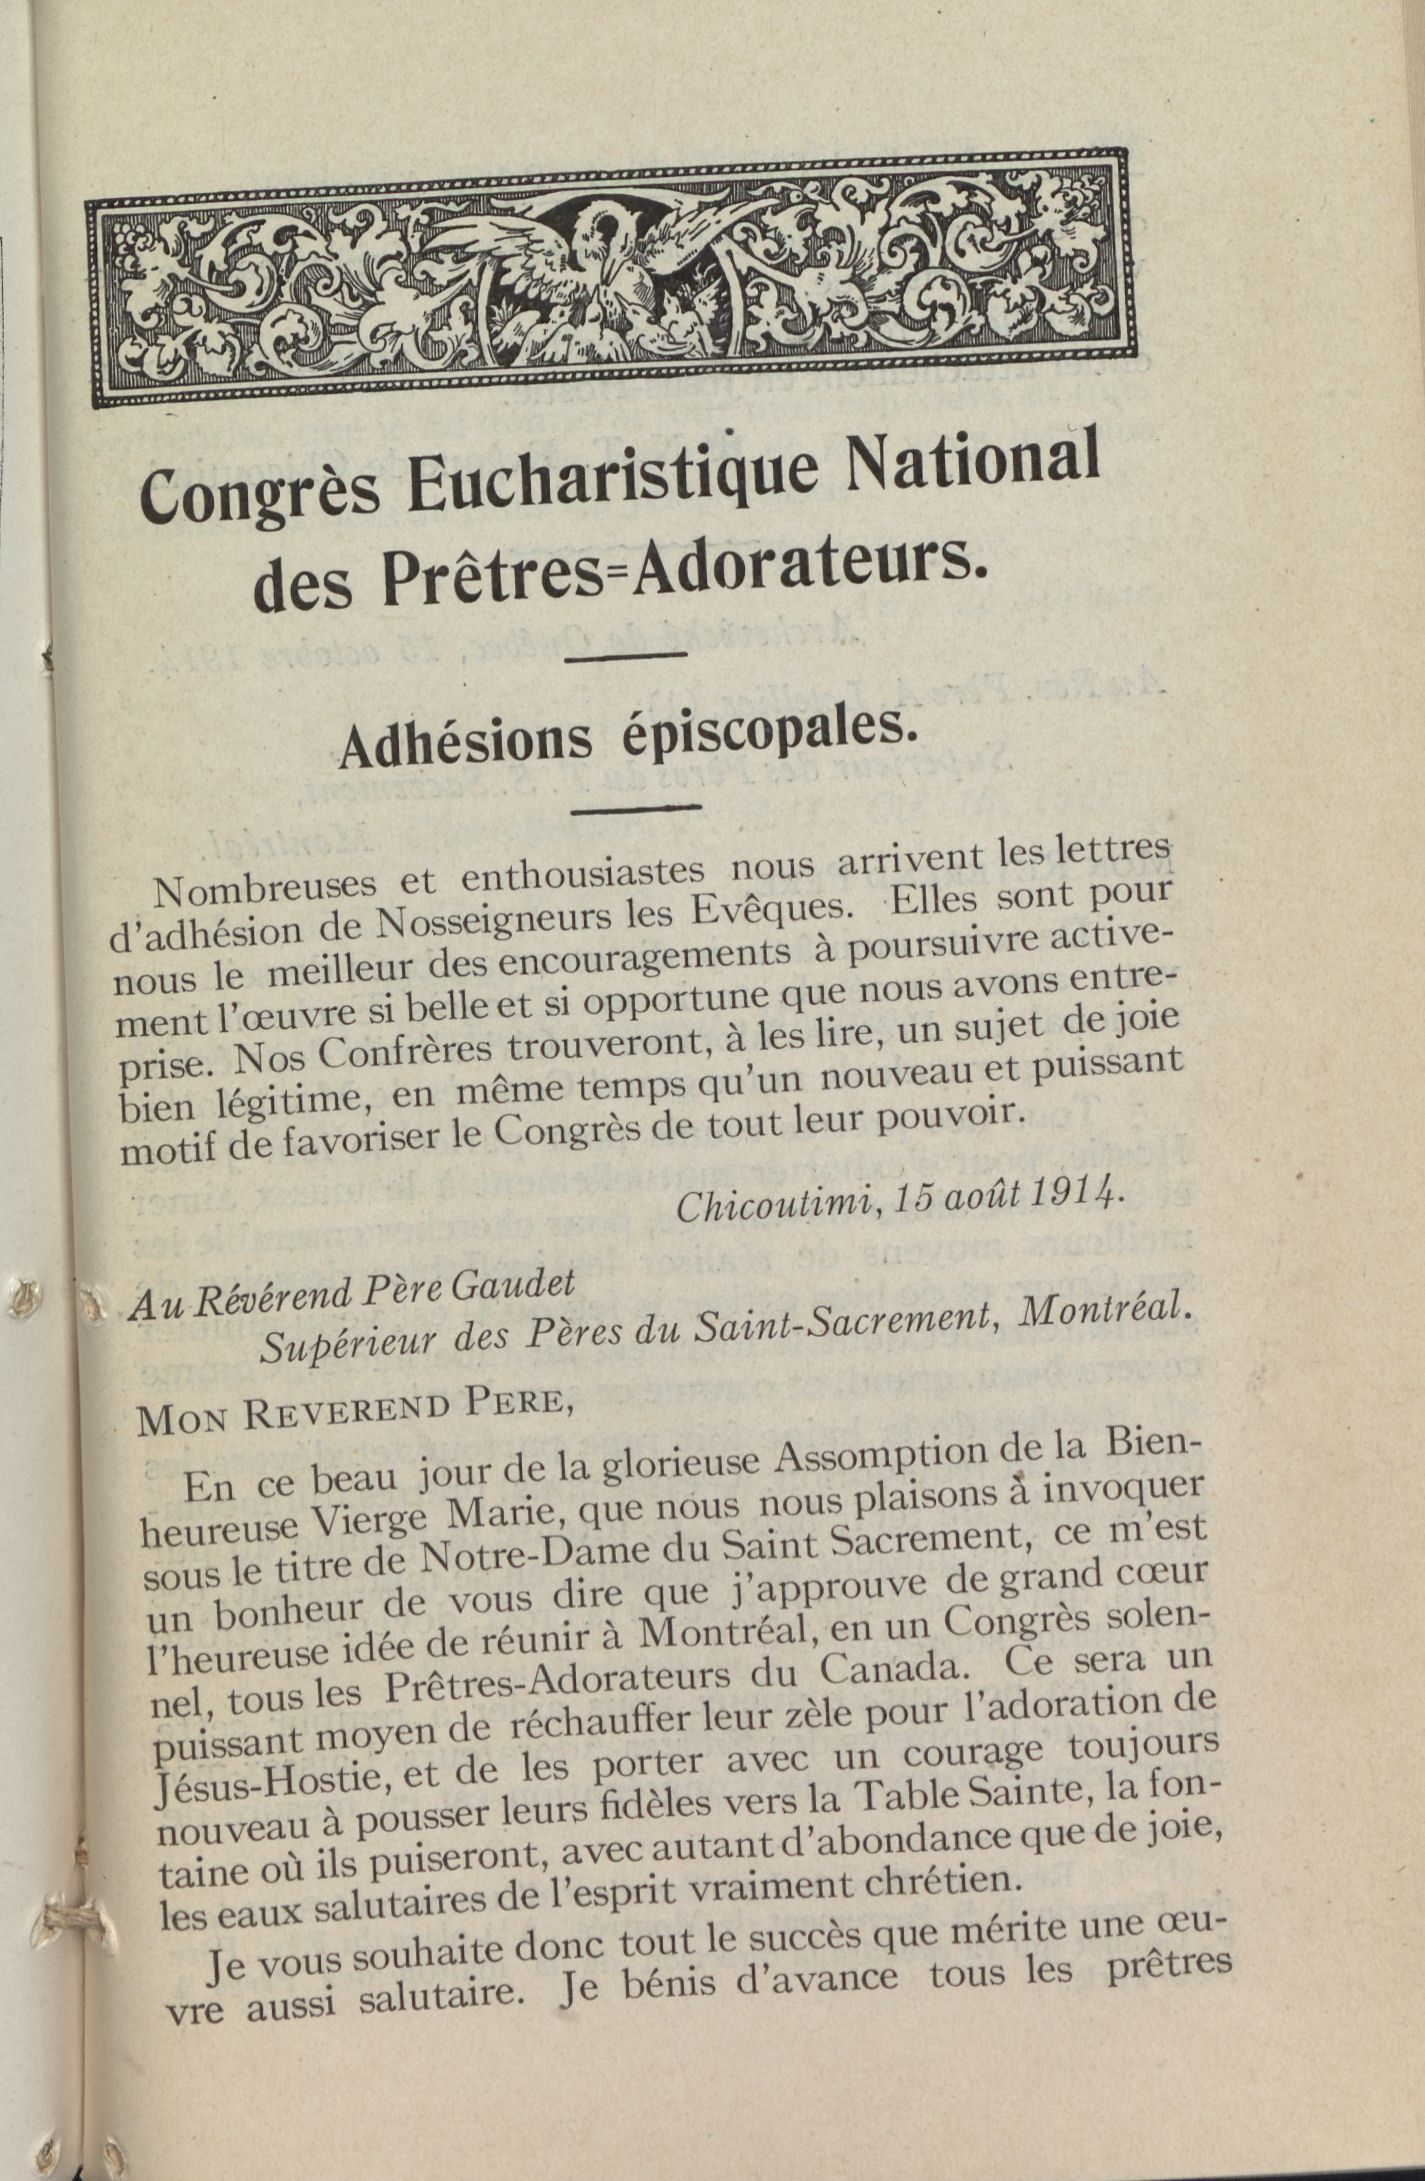 Congrès Eucharistique National
des Prêtres-Adorateurs.
Adhésions épiscopales.
Nombreuses et enthousiastes nous arrivent les lettres
d'adhésion de Nosseigneurs les Evêques. Elles sont pour
nous le meilleur des encouragements à poursuivre active-
ment l'œuvre si belle et si opportune que nous avons entre-
prise. Nos Confrères trouveront, à les lire, un sujet de joie
bien légitime, en même temps qu'un nouveau et puissant
motif de favoriser le Congrès de tout leur pouvoir.
Chicoutimi, 15 août 1914.
Au Révérend Père Gaudet
Supérieur des Pères du Saint-Sacrement, Montréal.
MON REVEREND PERE,
En ce beau jour de la glorieuse Assomption de la Bien-
heureuse Vierge Marie, que nous nous plaisons à invoquer
sous le titre de Notre-Dame du Saint Sacrement, ce m'est
un bonheur de vous dire que j'approuve de grand cœur
l'heureuse idée de réunir à Montréal, en un Congrès solen-
nel, tous les Prêtres-Adorateurs du Canada. Ce sera un
puissant moyen de réchauffer leur zèle pour l'adoration de
Jésus-Hostie, et de les porter avec un courage toujours
nouveau à pousser leurs fidèles vers la Table Sainte, la fon-
taine où ils puiseront, avec autant d'abondance que de joie,
les eaux salutaires de l'esprit vraiment chrétien.
Je vous souhaite donc tout le succès que mérite une œu-
vre aussi salutaire. Je bénis d'avance tous les prêtres